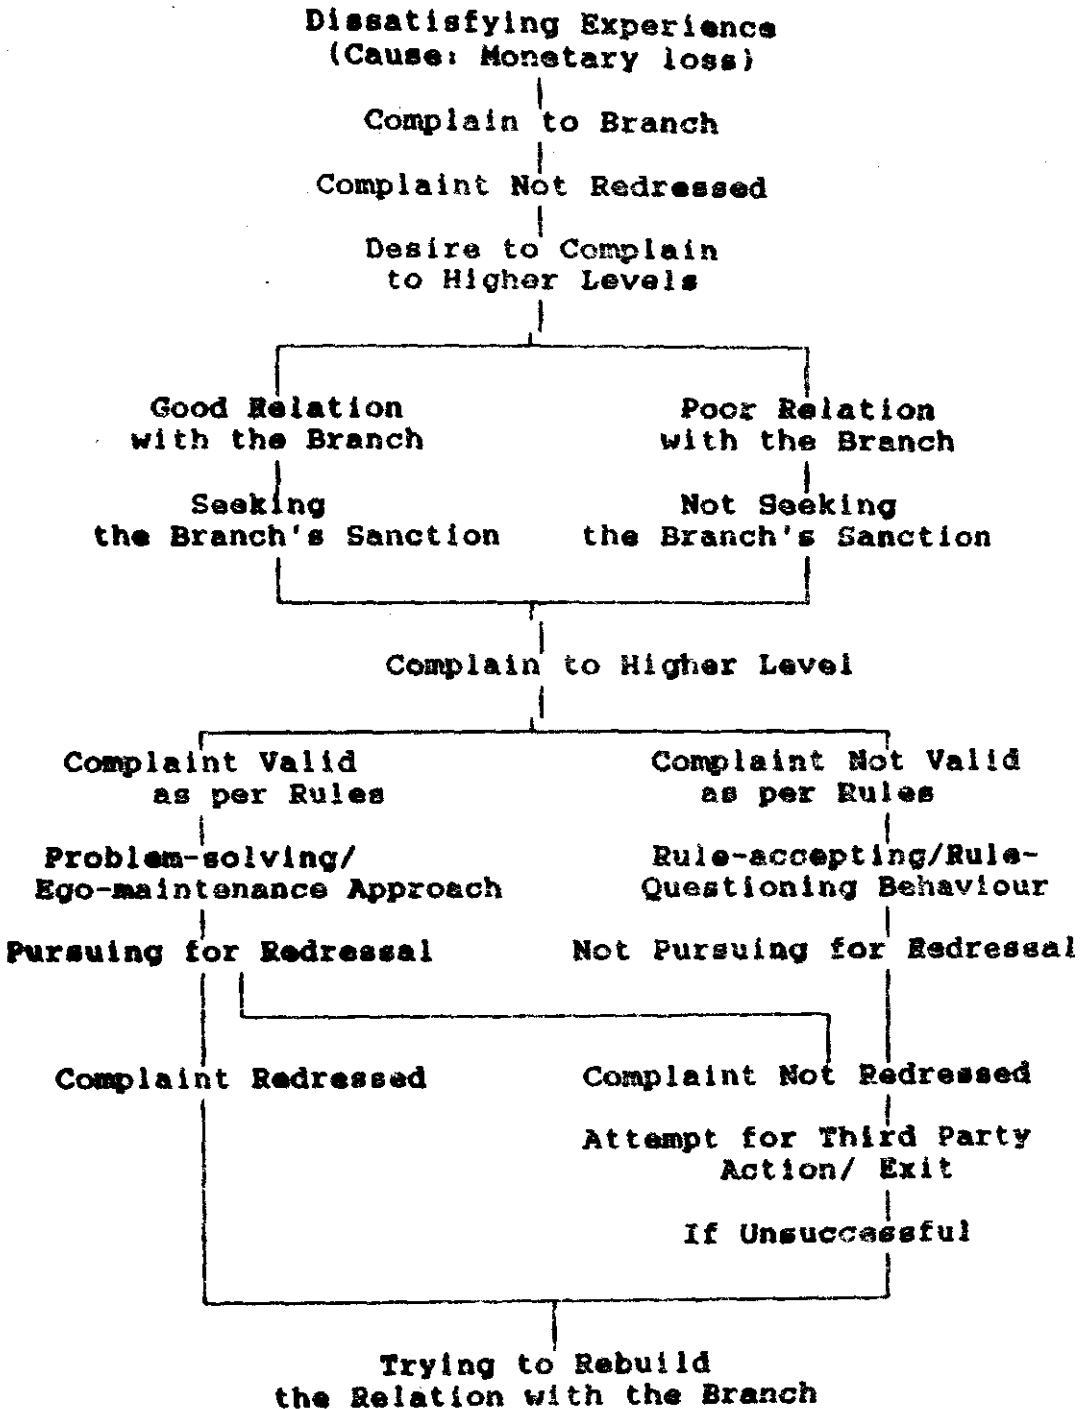 Dissatisfying Experience
(Cause: Monetary loss)
Complain to Branch
Complaint Not Redressed
Desire to Complain
to Higher Levels
Good Relation
with the Branch
Poor Relation
with the Branch
Seeking
the Branch's Sanction
Not Seeking
the Branch's Sanction
Complain to Higher Level
Complaint Valid
as per Rules
Complaint Not Valid
as per Rules
Problem-solving/
Ego-maintenance Approach
Rule-accepting/Rule-
Questioning Behaviour
Pursuing for Redressal
Not Pursuing for Redressal
Complaint Redressed
Complaint Not Redressed
Attempt for Third Party
Action/ Exit
If Unsuccessful
Trying to Rebuild
the Relation with the Branch